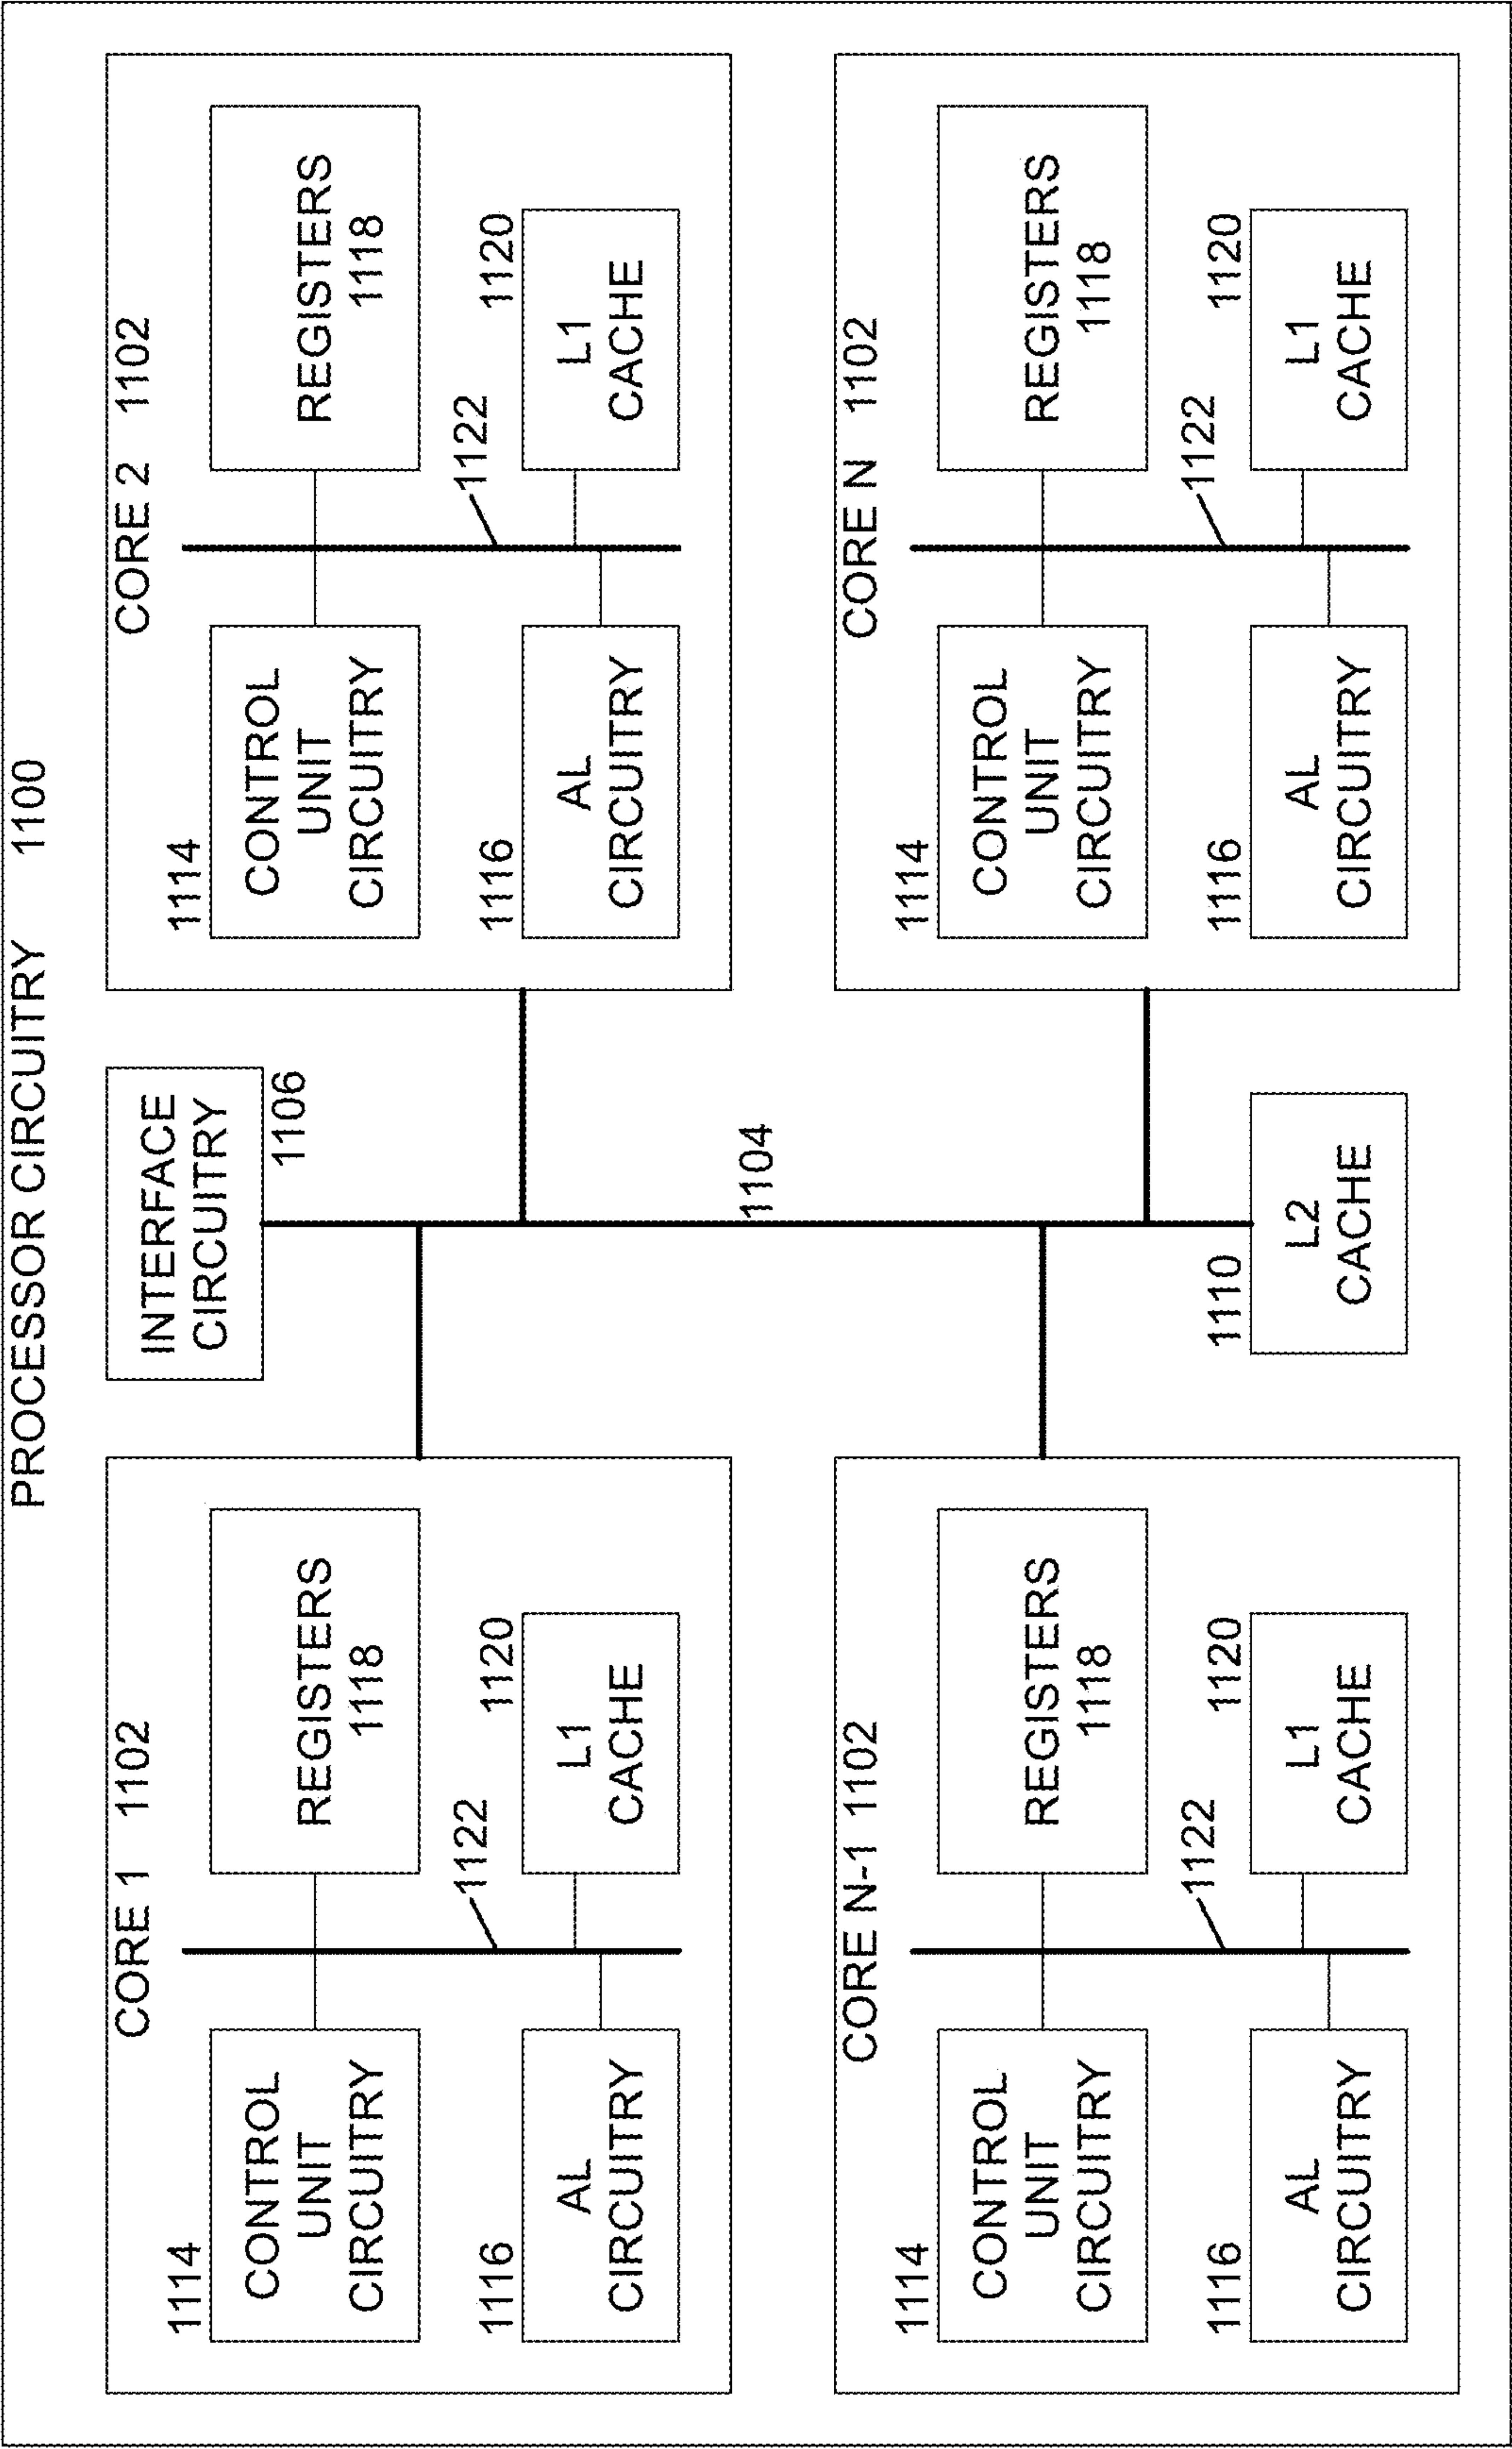 PROCESSOR CIRCUITRY 1100
CORE 1 1102
1114
CONTROL
UNIT
CIRCUITRY
REGISTERS
1118
1122
1116
AL
CIRCUITRY
1120
L1
CACHE
INTERFACE
CIRCUITRY
1106
CORE 2 1102
1114
CONTROL
UNIT
CIRCUITRY
REGISTERS
1118
1122
1116
AL
CIRCUITRY
1120
L1
CACHE
1104
CORE N-1 1102
1114
CONTROL
UNIT
CIRCUITRY
REGISTERS
1118
1122
1116
AL
CIRCUITRY
1120
L1
CACHE
1110
L2
CACHE
CORE N 1102
1114
CONTROL
UNIT
CIRCUITRY
REGISTERS
1118
1122
1116
AL
CIRCUITRY
1120
L1
CACHE